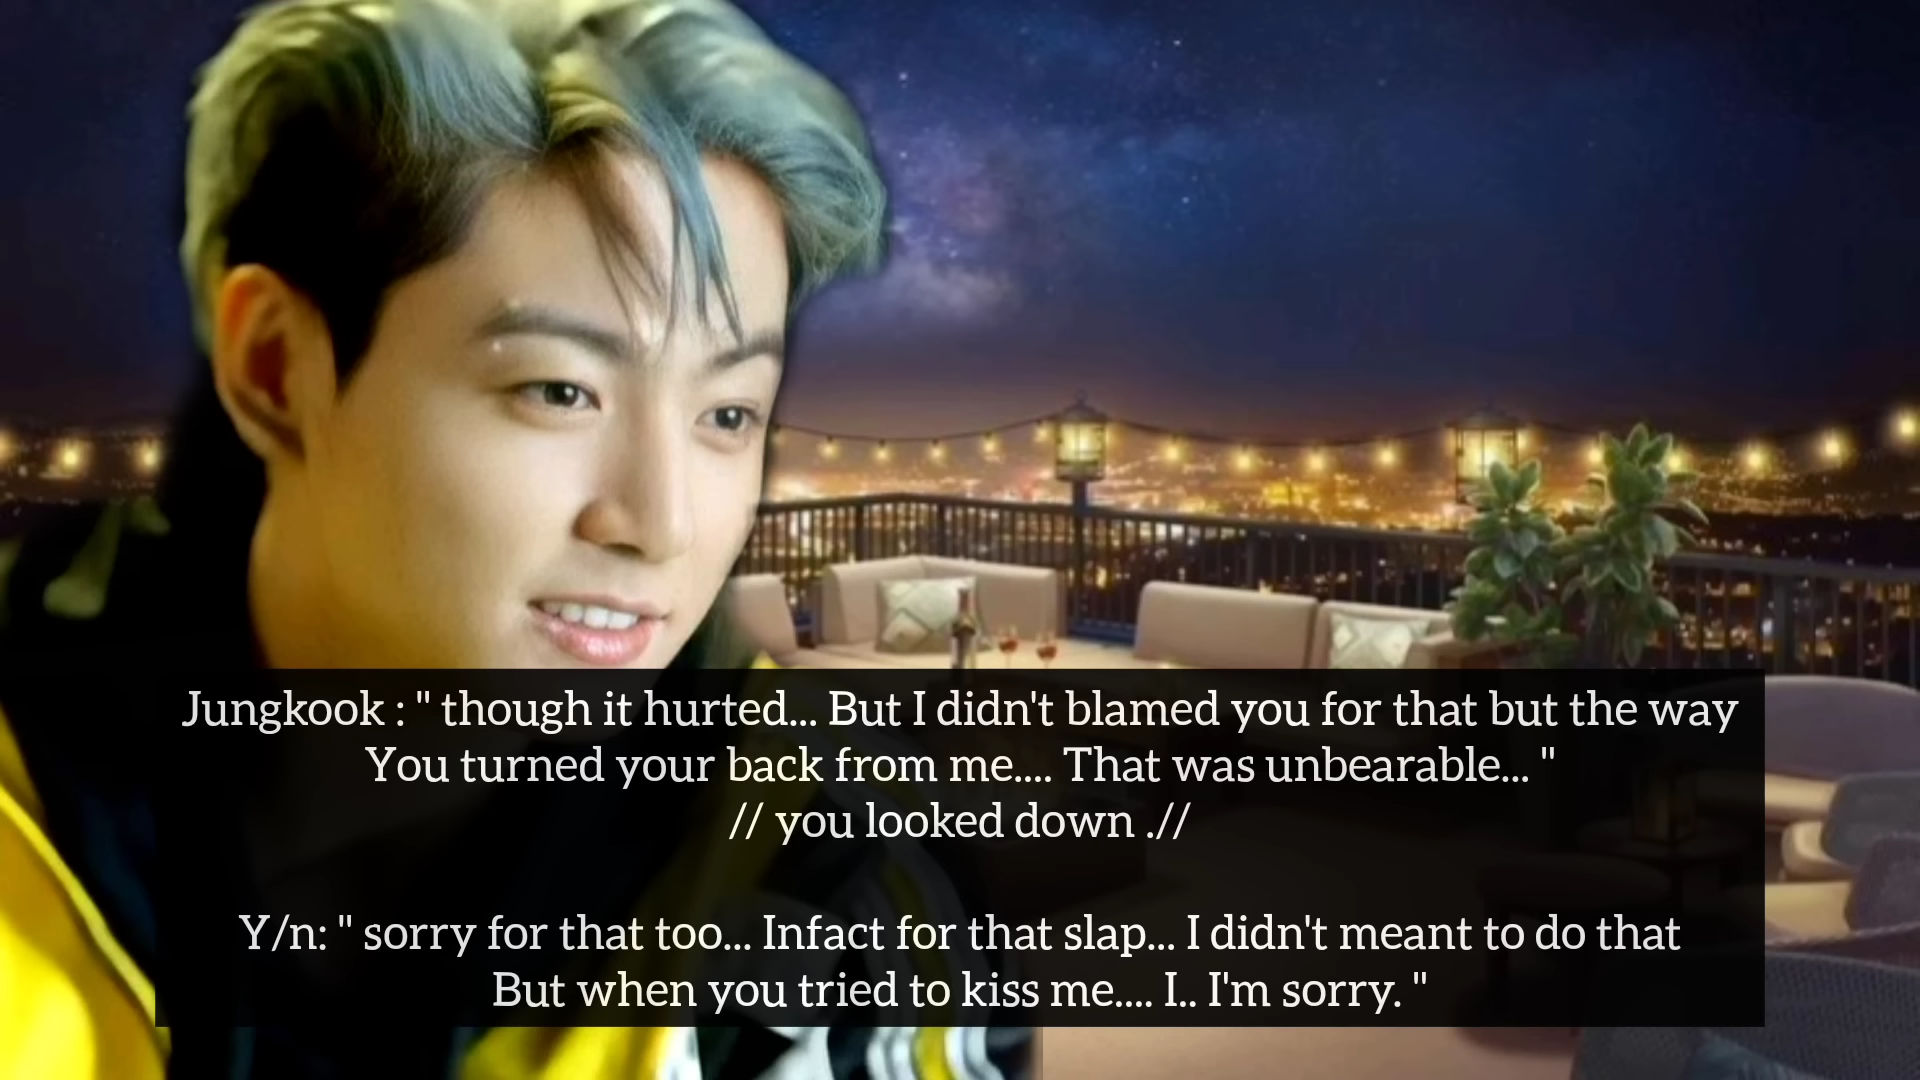 Jungkook : " though it hurted... But I didn't blamed you for that but the way
You turned your back from me.... That was unbearable... "
// you looked down .//
Y/n: " sorry for that too... Infact for that slap... I didn't meant to do that
But when you tried to kiss me.... I.. I'm sorry. "